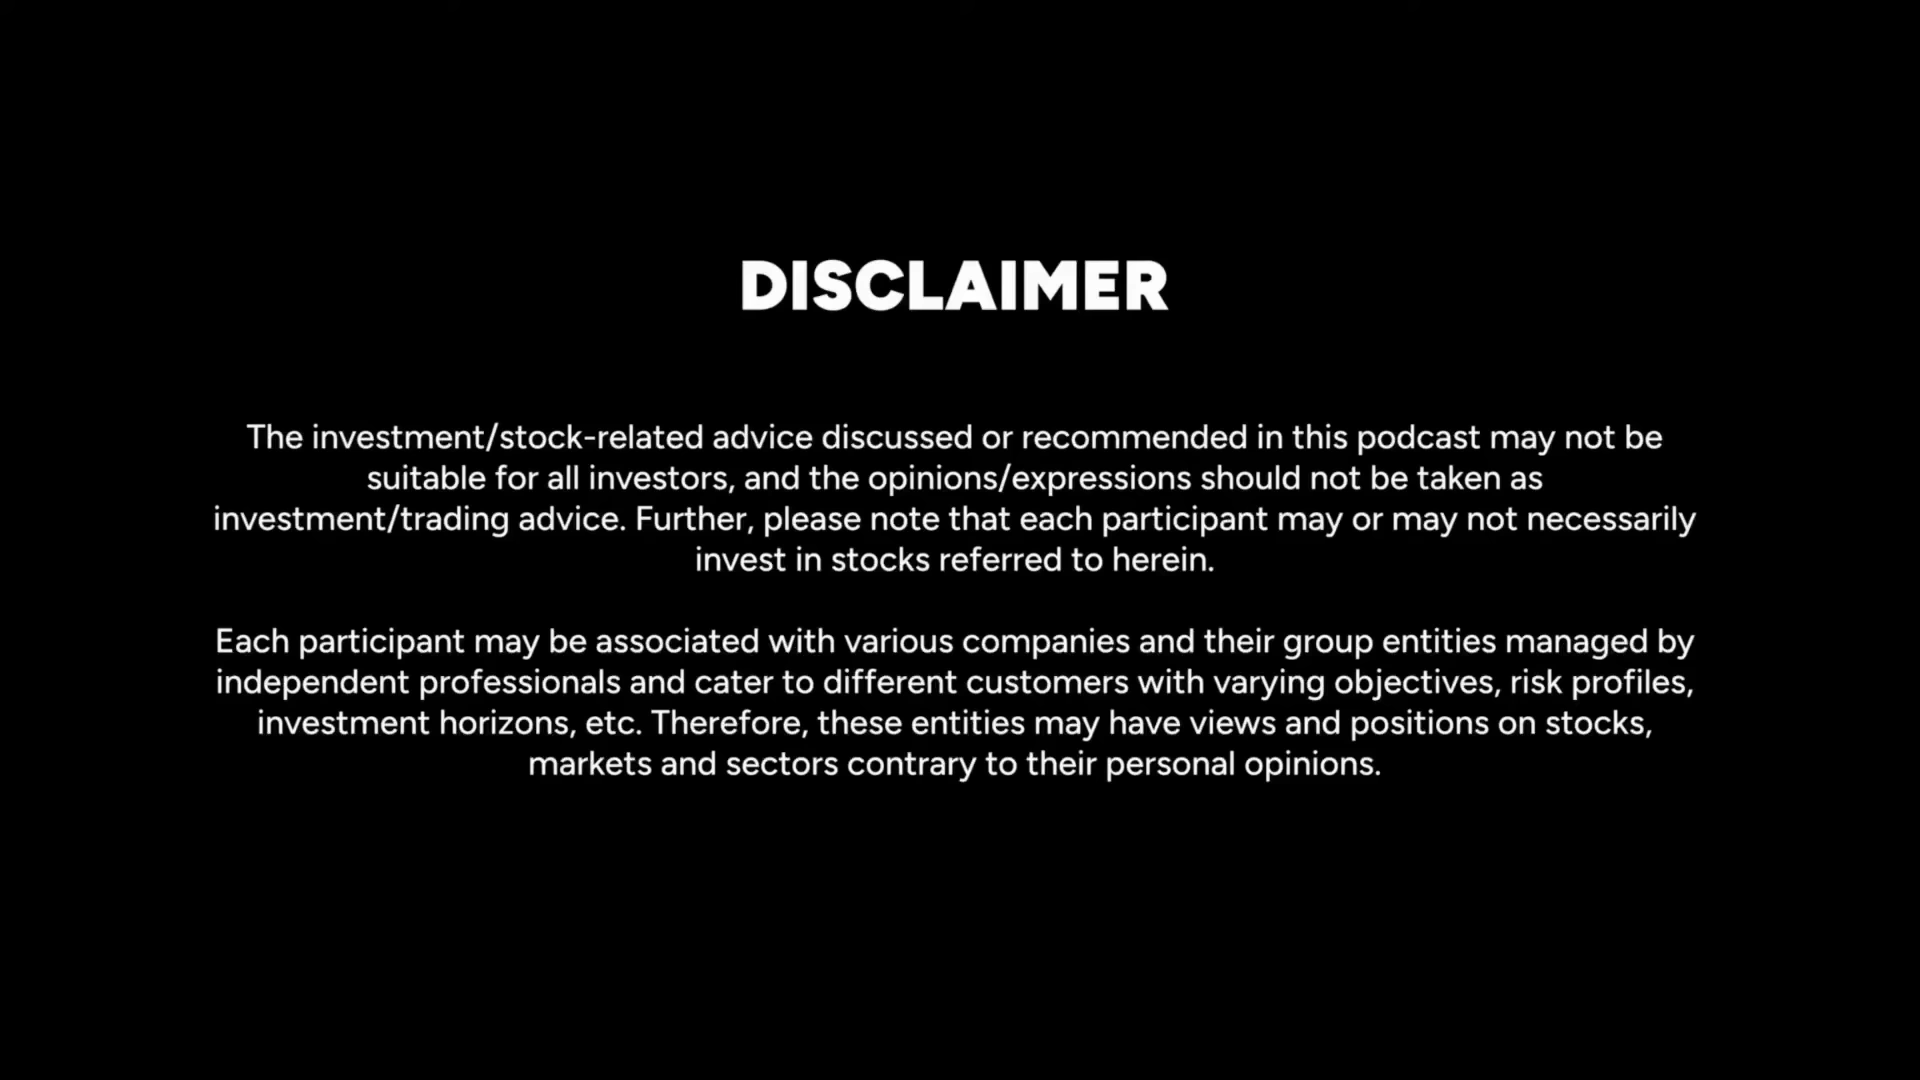 DISCLAIMER
The investment/stock-related advice discussed or recommended in this podcast may not be
suitable for all investors, and the opinions/expressions should not be taken as
investment/trading advice. Further, please note that each participant may or may not necessarily
invest in stocks referred to herein.
Each participant may be associated with various companies and their group entities managed by
independent professionals and cater to different customers with varying objectives, risk profiles,
investment horizons, etc. Therefore, these entities may have views and positions on stocks,
markets and sectors contrary to their personal opinions.